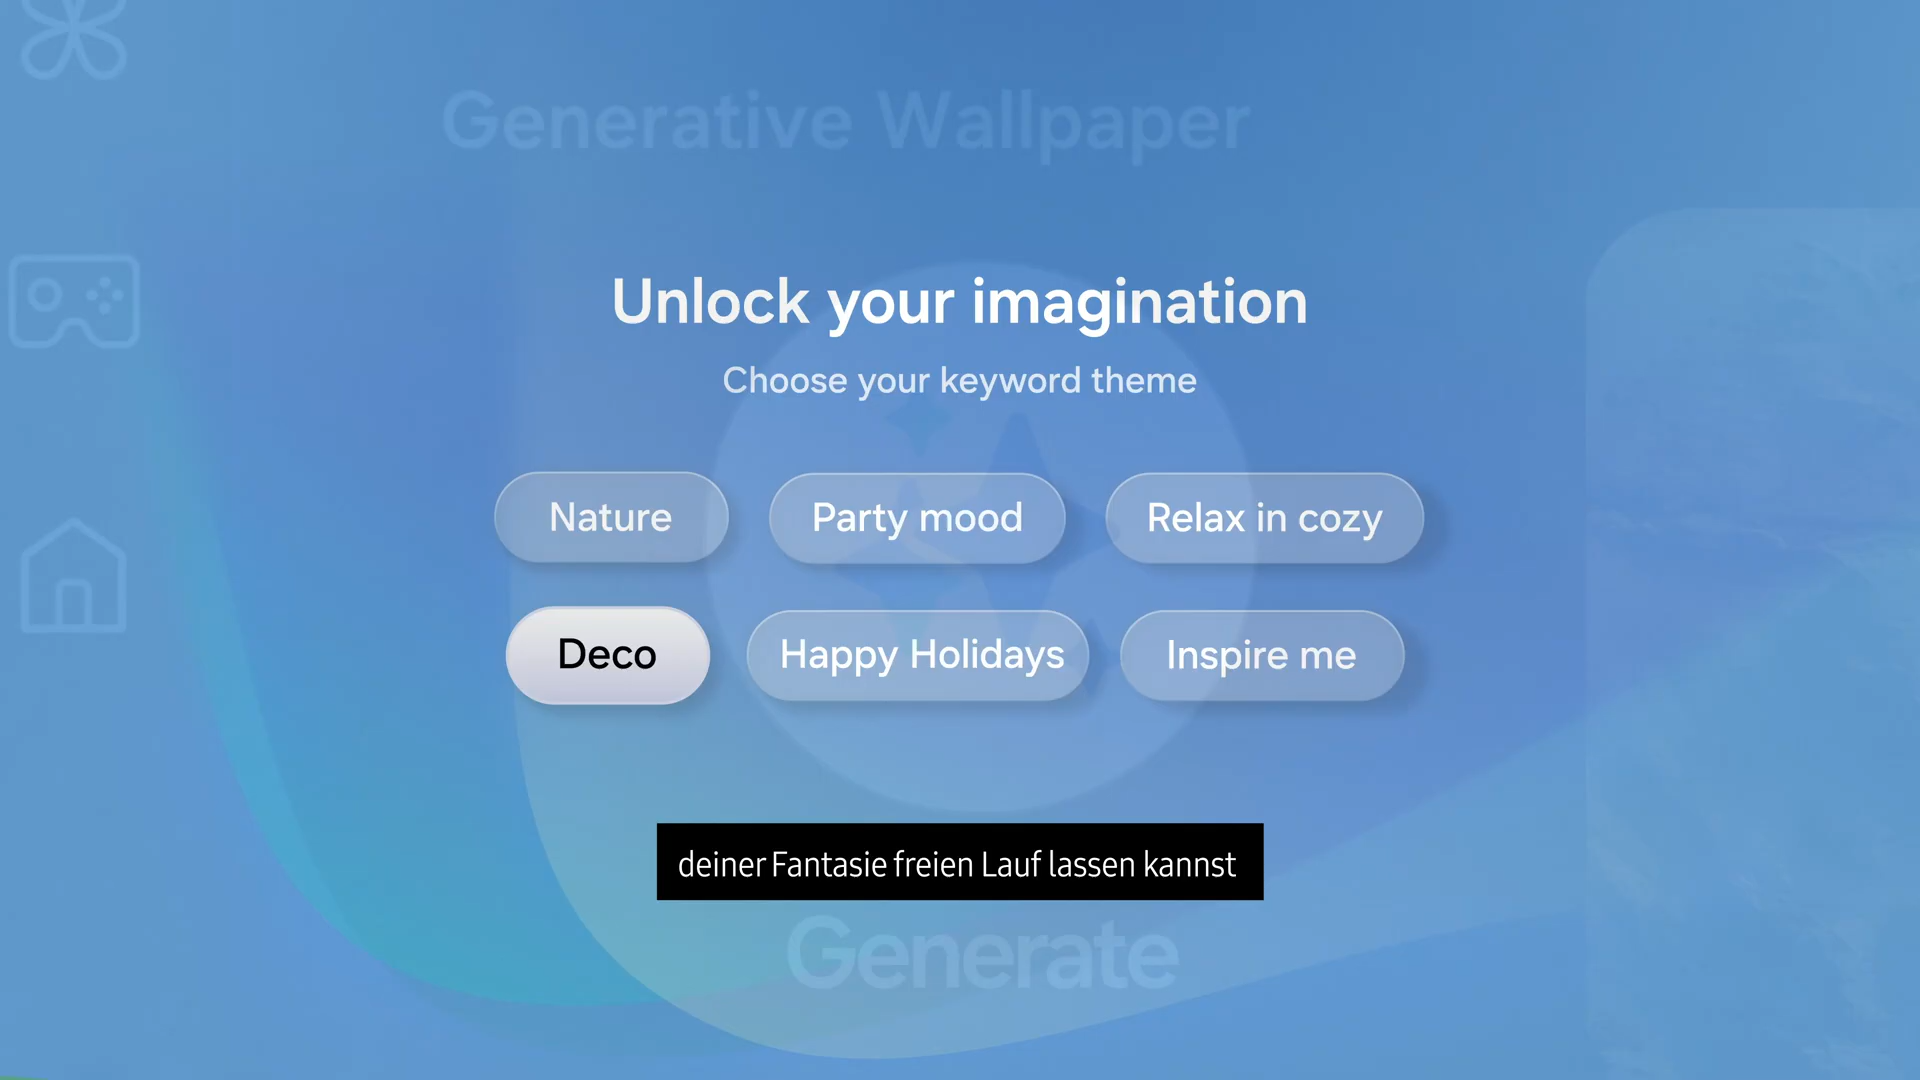 Generative Wallpaper
Unlock your imagination
Choose your keyword theme
Nature
Party mood
Relax in cozy
Deco
Happy Holidays
Inspire me
deiner Fantasie freien Lauf lassen kannst
Generate